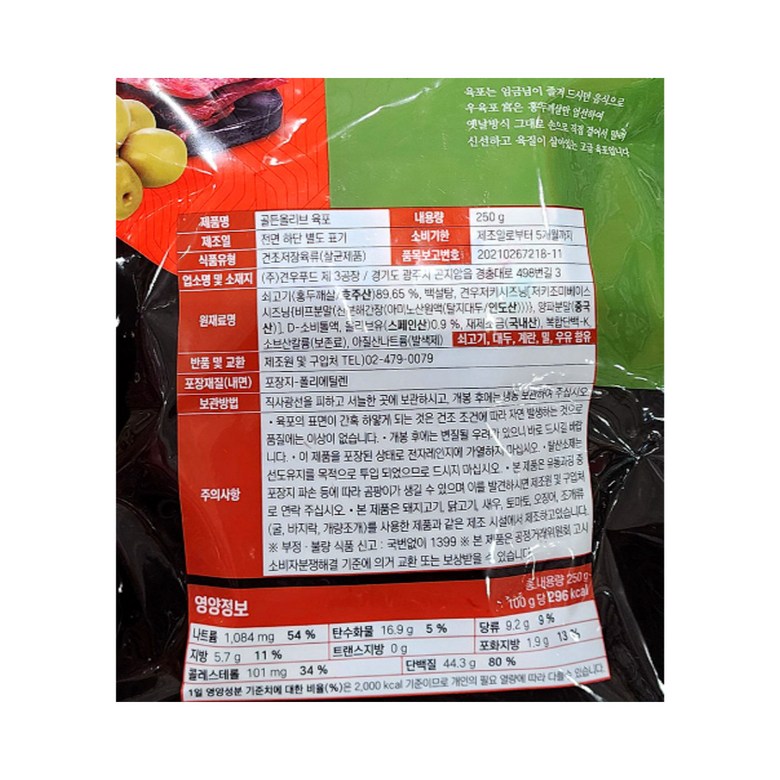 육포는 임금님이 즐겨 드시던 음식으로
우육포 宮은 홍두깨살만 엄선하여
옛날방식 그대로 손으로 직접 걸어서 말려
신선하고 육질이 살아있는 고급 육포입니다
제품명 골든올리브 육포 내용량 250 g
제조일 전면 하단 별도 표기 소비기한 제조일로부터 5개월까지
식품유형 건조저장육류(살균제품) 품목보고번호 20210267218-11
업소명 및 소재지 (주)견우푸드 제 3공장 / 경기도 광주시 곤지암읍 경충대로 498번길 3
원재료명
쇠고기(홍두깨살/호주산)89.65 %, 백설탕, 견우저키시즈닝[저키조미베이스
시즈닝{비프분말(효소분해간장(아미노산원액(탈지대두(인도산)))), 양파분말(중국
산)], D-소비톨액, 올리브유(스페인산)0.9 %, 재제소금(국내산), 복합단백-K,
소브산칼륨(보존료), 아질산나트륨(발색제) 쇠고기, 대두, 계란, 밀, 우유 함유
반품 및 교환 제조원 및 구입처 TEL)02-479-0079
포장재질(내면) 포장지-폴리에틸렌
보관방법 직사광선을 피하고 서늘한 곳에 보관하시고, 개봉 후에는 냉동 보관하여 주십시오
주의사항
• 육포의 표면이 간혹 하얗게 되는 것은 건조 조건에 따라 자연 발생하는 것으로
품질에는 이상이 없습니다. • 개봉 후에는 변질될 우려가 있으니 바로 드시길 바랍
니다. • 이 제품을 포장된 상태로 전자레인지에 가열하지 마십시오 • 탈산소제는
선도유지를 목적으로 투입 되었으므로 드시지 마십시오. • 본 제품은 유통과정 중
포장지 파손 등에 따라 곰팡이가 생길 수 있으며 이를 발견하시면 제조원 및 구입처
로 연락 주십시오. • 본 제품은 돼지고기, 닭고기, 새우, 토마토, 오징어, 조개류
(굴, 바지락, 개량조개)를 사용한 제품과 같은 제조 시설에서 제조하고있습니다.
※ 부정 · 불량 식품 신고 : 국번없이 1399 ※ 본 제품은 공정거래위원회 고시
소비자분쟁해결 기준에 의거 교환 또는 보상받을 수 있습니다.
영양정보
총 내용량 250 g
100 g 당 296 kcal
나트륨 1,084 mg 54 % 탄수화물 16.9 g 5 % 당류 9.2 g 9 %
지방 5.7 g 11 % 트랜스지방 0 g 포화지방 1.9 g 13 %
콜레스테롤 101 mg 34 % 단백질 44.3 g 80 %
1일 영양성분 기준치에 대한 비율(%)은 2,000 kcal 기준이므로 개인의 필요 열량에 따라 다를 수 있습니다.